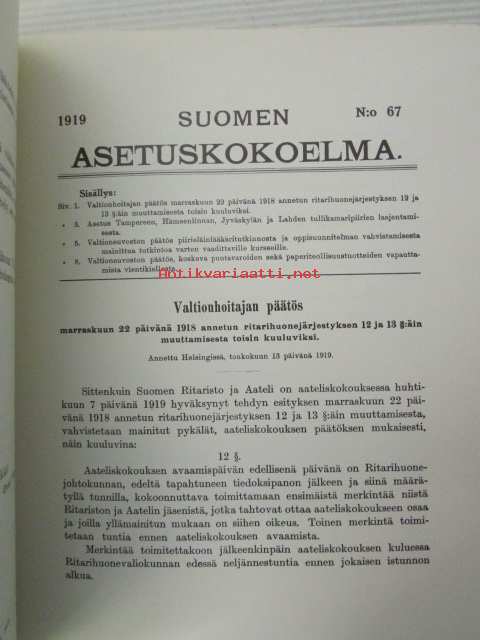 1919 SUOMEN N:o 67
ASETUSKOKOELMA.
Sisällys:
Siv. 1. Valtionhoitajan päätös marraskuun 22 päivänä 1918 annetun ritarihuonejärjestyksen 12 ja
13 §:äin muuttamisesta toisin kuuluviksi.
» 3. Asetus Tampereen, Hämeenlinnan, Jyväskylän ja Lahden tullikamaripiirien laajentami-
sesta.
» 5. Valtioneuvoston päätös piirieläinlääkäritutkinnosta ja oppisuunnitelman vahvistamisesta
mainittua tutkintoa varten vaadittaville kursseille.
» 8. Valtioneuvoston päätös, koskeva puutavaroiden sekä paperiteollisuustuotteiden vapautta-
mista vientikiellosta.
Antikvariaatti.net
Valtionhoitajan päätös
marraskuun 22 päivänä 1918 annetun ritarihuonejärjestyksen 12 ja 13 §:äin
muuttamisesta toisin kuuluviksi.
Annettu Helsingissä, toukokuun 13 päivänä 1919.
Sittenkuin Suomen Ritaristo ja Aateli on aateliskokouksessa huhti-
kuun 7 päivänä 1919 hyväksynyt tehdyn esityksen marraskuun 22 päi-
vänä 1918 annetun ritarihuonejärjestyksen 12 ja 13 §:äin muuttamisesta,
vahvistetaan mainitut pykälät, aateliskokouksen päätöksen mukaisesti,
näin kuuluvina:
12 §.
Aateliskokouksen avaamispäivän edellisenä päivänä on Ritarihuone-
johtokunnan, edeltä tapahtuneen tiedoksipanon jälkeen ja siinä määrä-
tyllä tunnilla, kokoonnuttava toimittamaan ensimäistä merkintää niistä
Ritariston ja Aatelin jäsenistä, jotka tahtovat ottaa aateliskokoukseen osaa
ja joilla yllämainitun mukaan on siihen oikeus. Toinen merkintä toimi-
tetaan tuntia ennen aateliskokouksen avaamista.
Merkintää toimitettakoon jälkeenkinpäin aateliskokouksen kuluessa
Ritarihuonevaliokunnan edessä neljännestuntia ennen jokaisen istunnon
alkua.